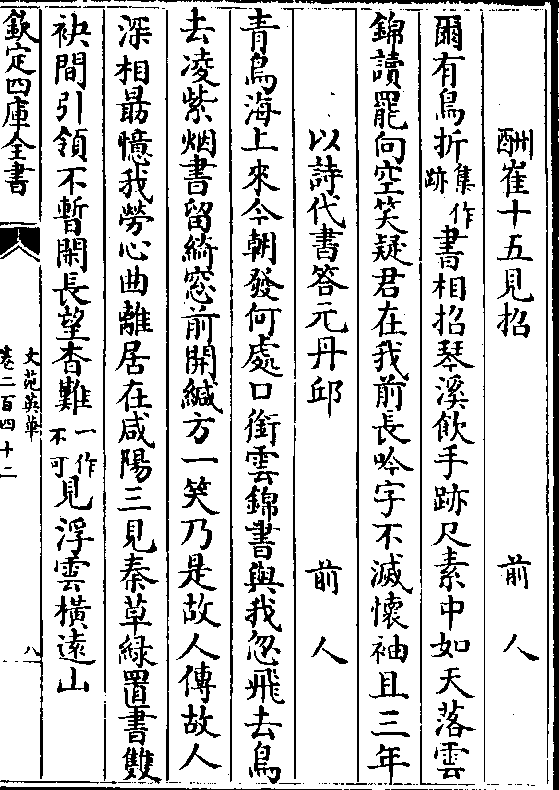 酬崔十五見招　前人
爾有鳥折集作跡書相招琴溪飲手跡尺素中如天落雲
錦讀罷向空笑疑君在我前長吟字不滅懷袖且三年
以詩代書答元丹邱　前人
青鳥海上來今朝發何處口銜雲錦書與我忽飛去鳥
去凌紫烟書留綺窓前開緘方一笑乃是故人傳故人
深相勗憶我勞心曲離居在咸陽三見秦草綠置書雙
袂間引領不暫閑長望杳難一作不可見浮雲橫遠山
欽定四庫全書
文苑英華
卷二百四十二
八